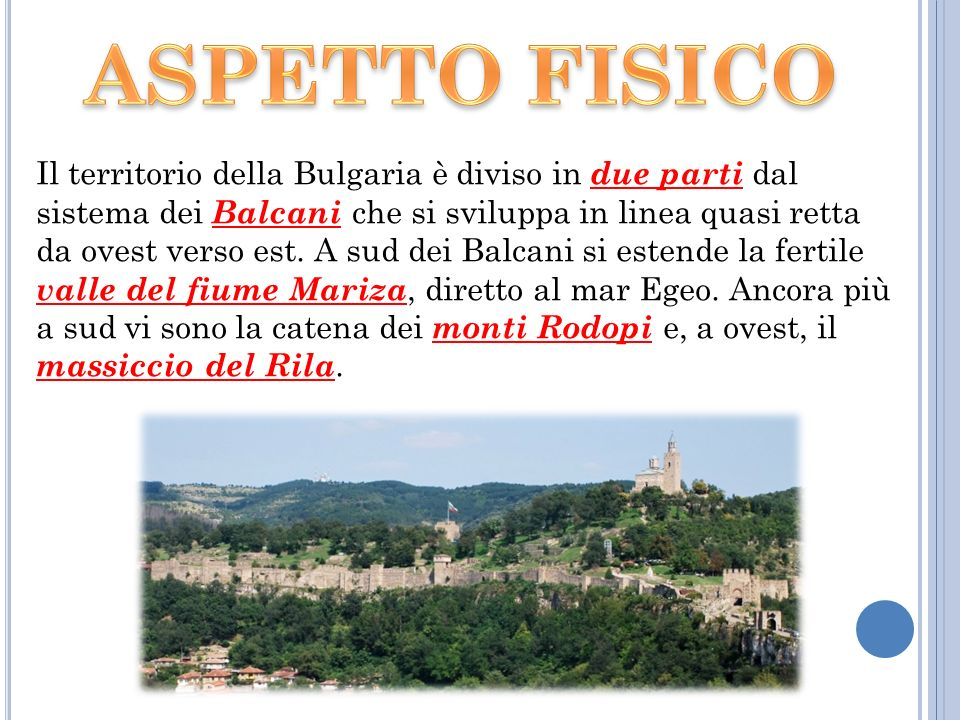 ASPETTO FISICO
Il territorio della Bulgaria è diviso in due parti dal
sistema dei Balcani che si sviluppa in linea quasi retta
da ovest verso est. A sud dei Balcani si estende la fertile
valle del fiume Mariza, diretto al mar Egeo. Ancora più
a sud vi sono la catena dei monti Rodopi e, a ovest, il
massiccio del Rila.